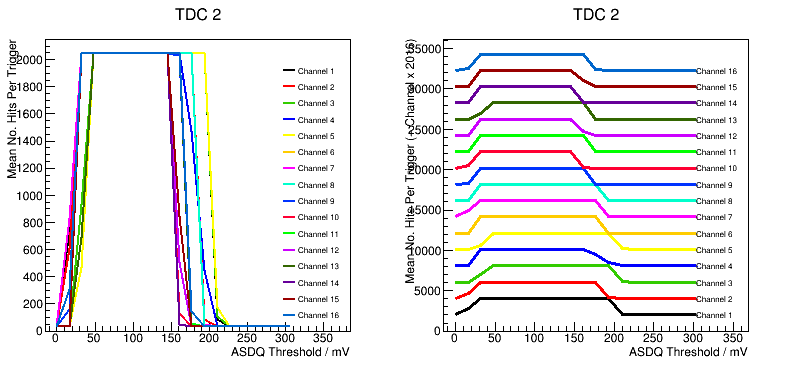 TDC 2
Mean No. Hits Per Trigger
2000
1800
1600
1400
1200
1000
800
600
400
200
0
0 50 100 150 200 250 300 350
ASDQ Threshold / mV
Channel 1
Channel 2
Channel 3
Channel 4
Channel 5
Channel 6
Channel 7
Channel 8
Channel 9
Channel 10
Channel 11
Channel 12
Channel 13
Channel 14
Channel 15
Channel 16
TDC 2
Mean No. Hits Per Trigger (+ Channel x
35000
30000
25000
20000
15000
10000
5000
0
0 50 100 150 200 250 300 350
ASDQ Threshold / mV
Channel 16
Channel 15
Channel 14
Channel 13
Channel 12
Channel 11
Channel 10
Channel 9
Channel 8
Channel 7
Channel 6
Channel 5
Channel 4
Channel 3
Channel 2
Channel 1